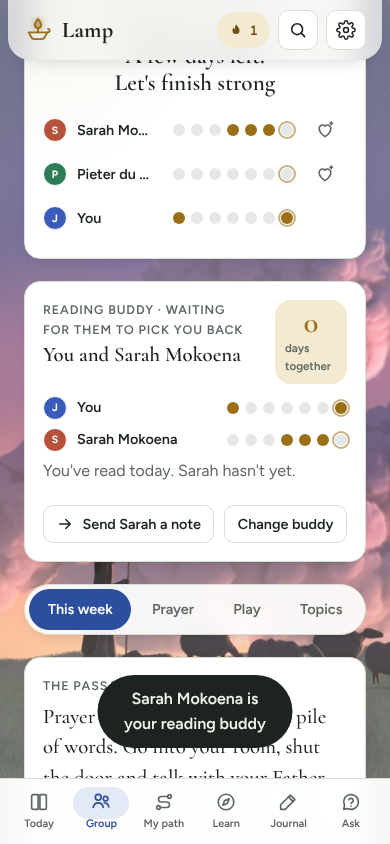 Lamp
1
A few days left.
Let's finish strong
S Sarah Mo...
P Pieter du ...
J You
READING BUDDY · WAITING
FOR THEM TO PICK YOU BACK
You and Sarah Mokoena
0
days
together
J You
S Sarah Mokoena
You've read today. Sarah hasn't yet.
Send Sarah a note
Change buddy
This week
Prayer
Play
Topics
THE PASS
Prayer pile
of words. Go into your room, shut
the door and talk with your Father
Sarah Mokoena is
your reading buddy
Today
Group
My path
Learn
Journal
Ask